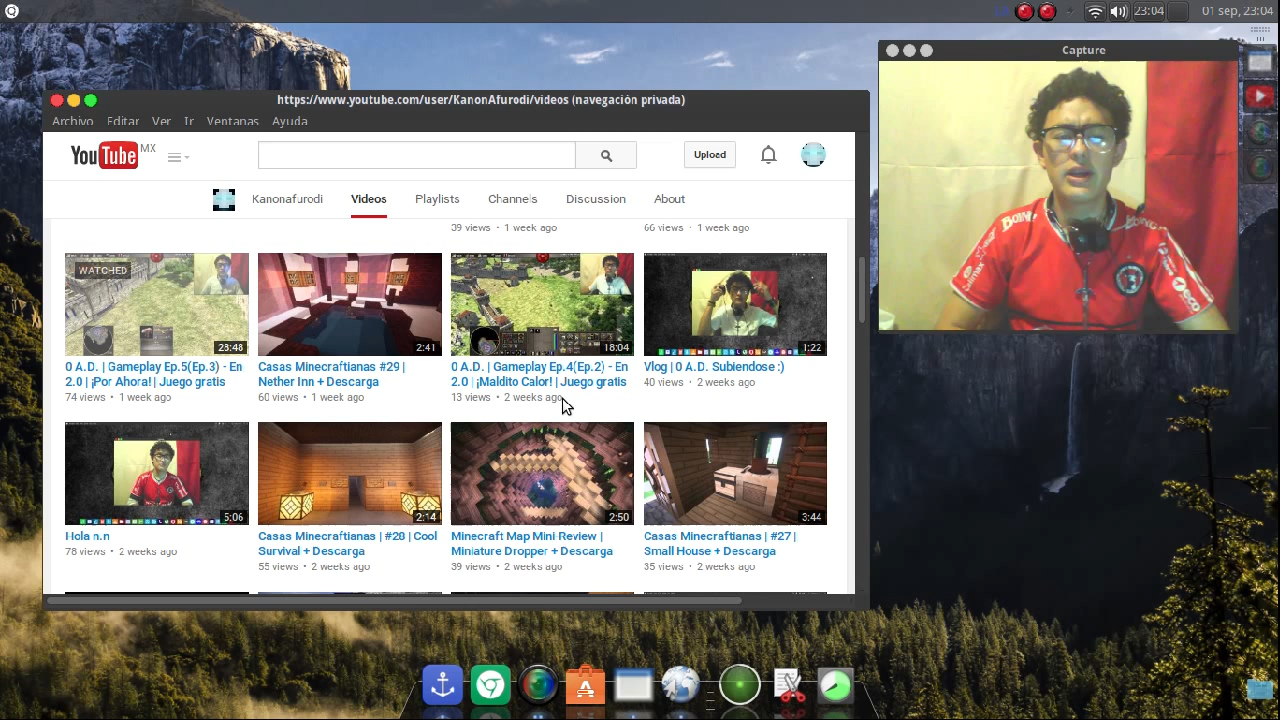 23:04
01 sep, 23:04
Capture
https://www.youtube.com/user/KanonAfurodi/videos (navegación privada)
Archivo Editar Ver Ir Ventanas Ayuda
YouTube MX
Upload
Kanonafurodi Videos Playlists Channels Discussion About
39 views • 1 week ago
66 views • 1 week ago
WATCHED
28:48
2:41
18:04
1:22
0 A.D. | Gameplay Ep.5(Ep.3) - En
2.0 | ¡Por Ahora! | Juego gratis
74 views • 1 week ago
Casas Minecraftianas #29 |
Nether Inn + Descarga
60 views • 1 week ago
0 A.D. | Gameplay Ep.4(Ep.2) - En
2.0 | ¡Maldito Calor! | Juego gratis
13 views • 2 weeks ago
Vlog | 0 A.D. Subiendose :)
40 views • 2 weeks ago
5:06
2:14
2:50
3:44
Hola n.n
78 views • 2 weeks ago
Casas Minecraftianas | #28 | Cool
Survival + Descarga
55 views • 2 weeks ago
Minecraft Map Mini-Review |
Miniature Dropper + Descarga
39 views • 2 weeks ago
Casas Minecraftianas | #27 |
Small House + Descarga
35 views • 2 weeks ago